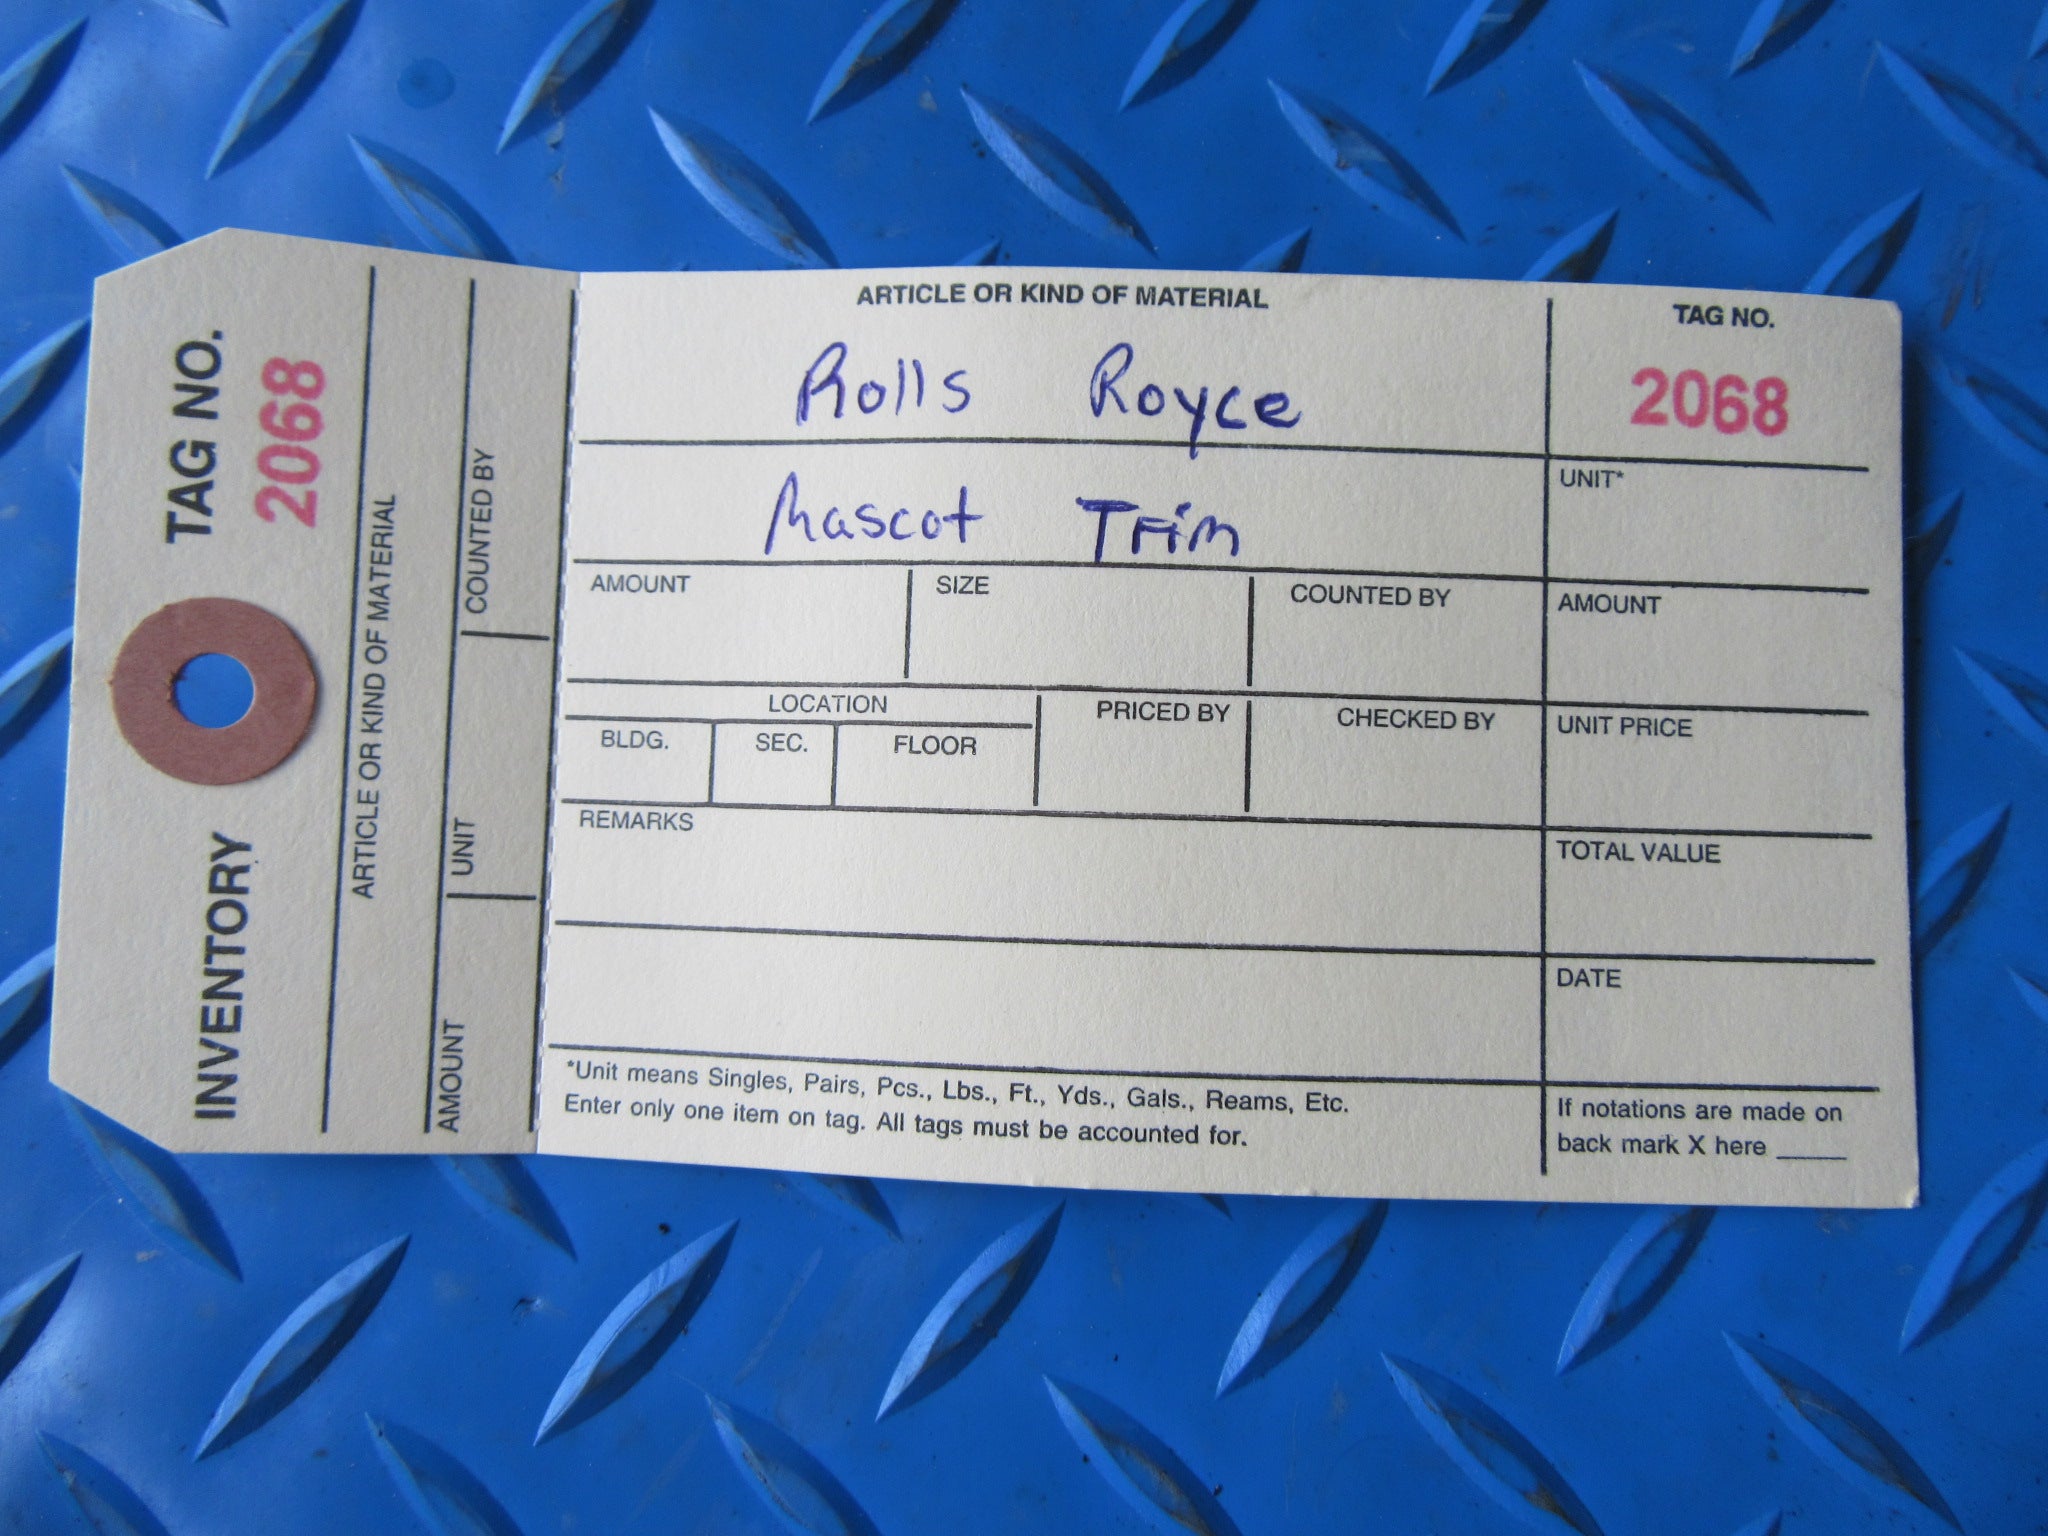 INVENTORY TAG NO.
2068
ARTICLE OR KIND OF MATERIAL
AMOUNT UNIT COUNTED BY
ARTICLE OR KIND OF MATERIAL
Rolls Royce
Mascot Trim
TAG NO.
2068
UNIT*
AMOUNT SIZE COUNTED BY
AMOUNT
LOCATION
BLDG. SEC. FLOOR
PRICED BY CHECKED BY
UNIT PRICE
REMARKS
TOTAL VALUE
DATE
*Unit means Singles, Pairs, Pcs., Lbs., Ft., Yds., Gals., Reams, Etc.
Enter only one item on tag. All tags must be accounted for.
If notations are made on
back mark X here _____